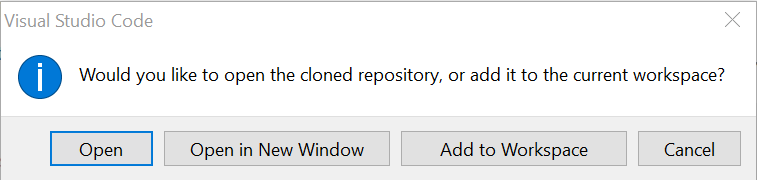 Visual Studio Code
Would you like to open the cloned repository, or add it to the current workspace?
Open
Open in New Window
Add to Workspace
Cancel